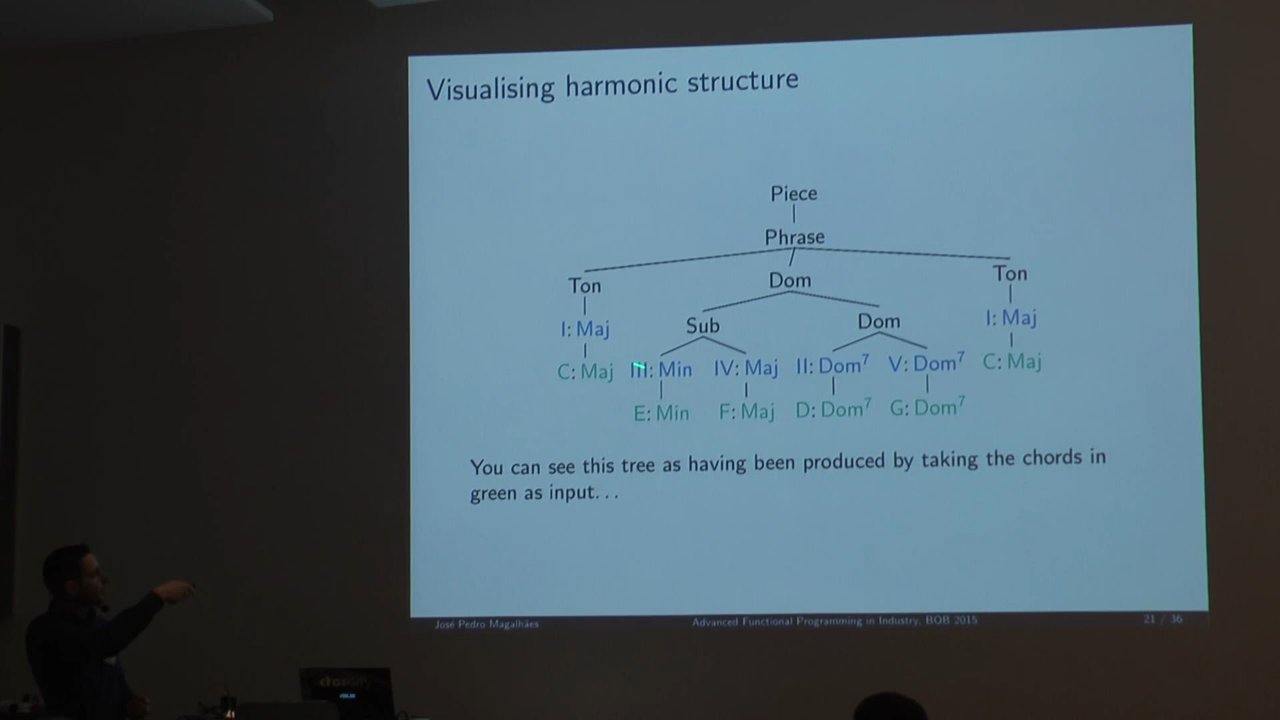 Visualising harmonic structure
Piece
Phrase
Ton Dom Ton
I: Maj Sub Dom I: Maj
C: Maj III: Min IV: Maj II: Dom⁷ V: Dom⁷ C: Maj
E: Min F: Maj D: Dom⁷ G: Dom⁷
You can see this tree as having been produced by taking the chords in
green as input...
José Pedro Magalhães Advanced Functional Programming in Industry, BOB 2015 21 / 36